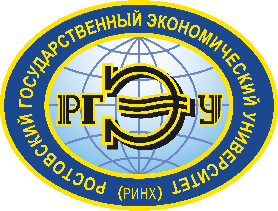 РОСТОВСКИЙ ГОСУДАРСТВЕННЫЙ ЭКОНОМИЧЕСКИЙ УНИВЕРСИТЕТ
РГЭУ
(РИНХ)